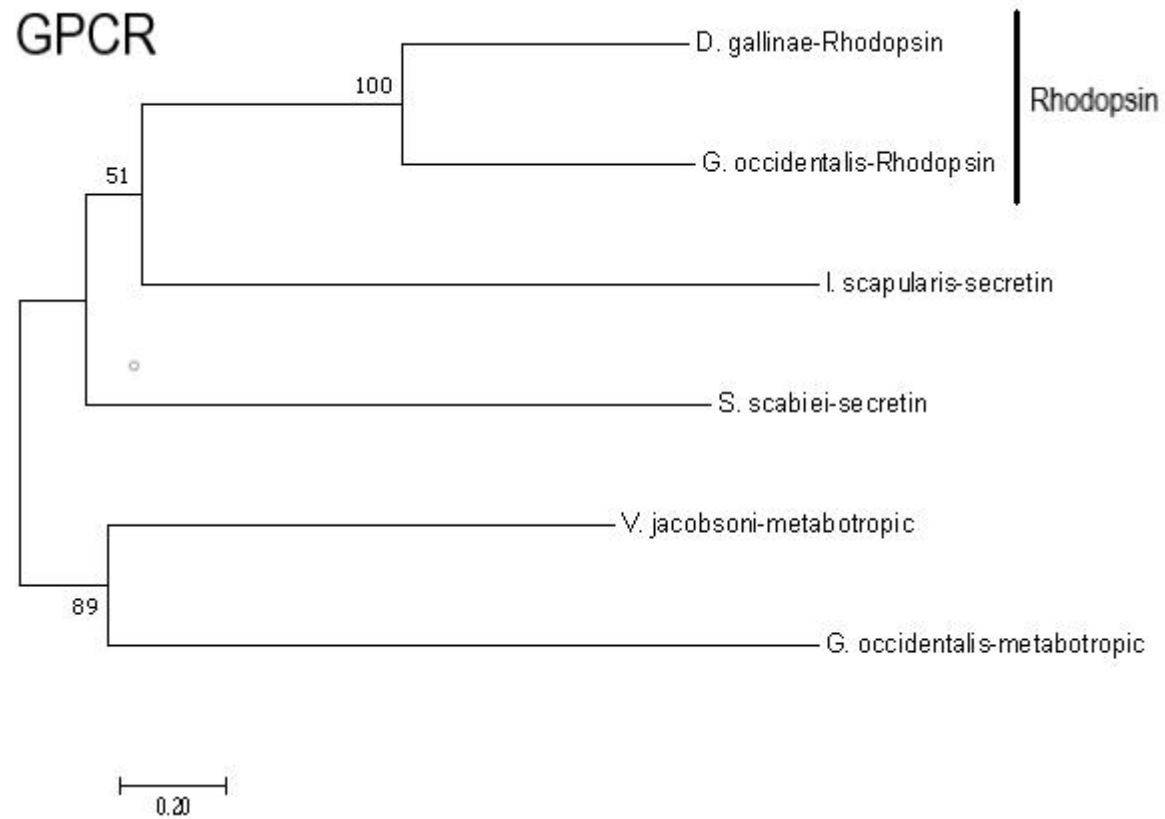 GPCR
D. gallinae-Rhodopsin
100
Rhodopsin
G. occidentalis-Rhodopsin
51
I. scapularis-secretin
S. scabiei-secretin
V. jacobsoni-metabotropic
89
G. occidentalis-metabotropic
0.20